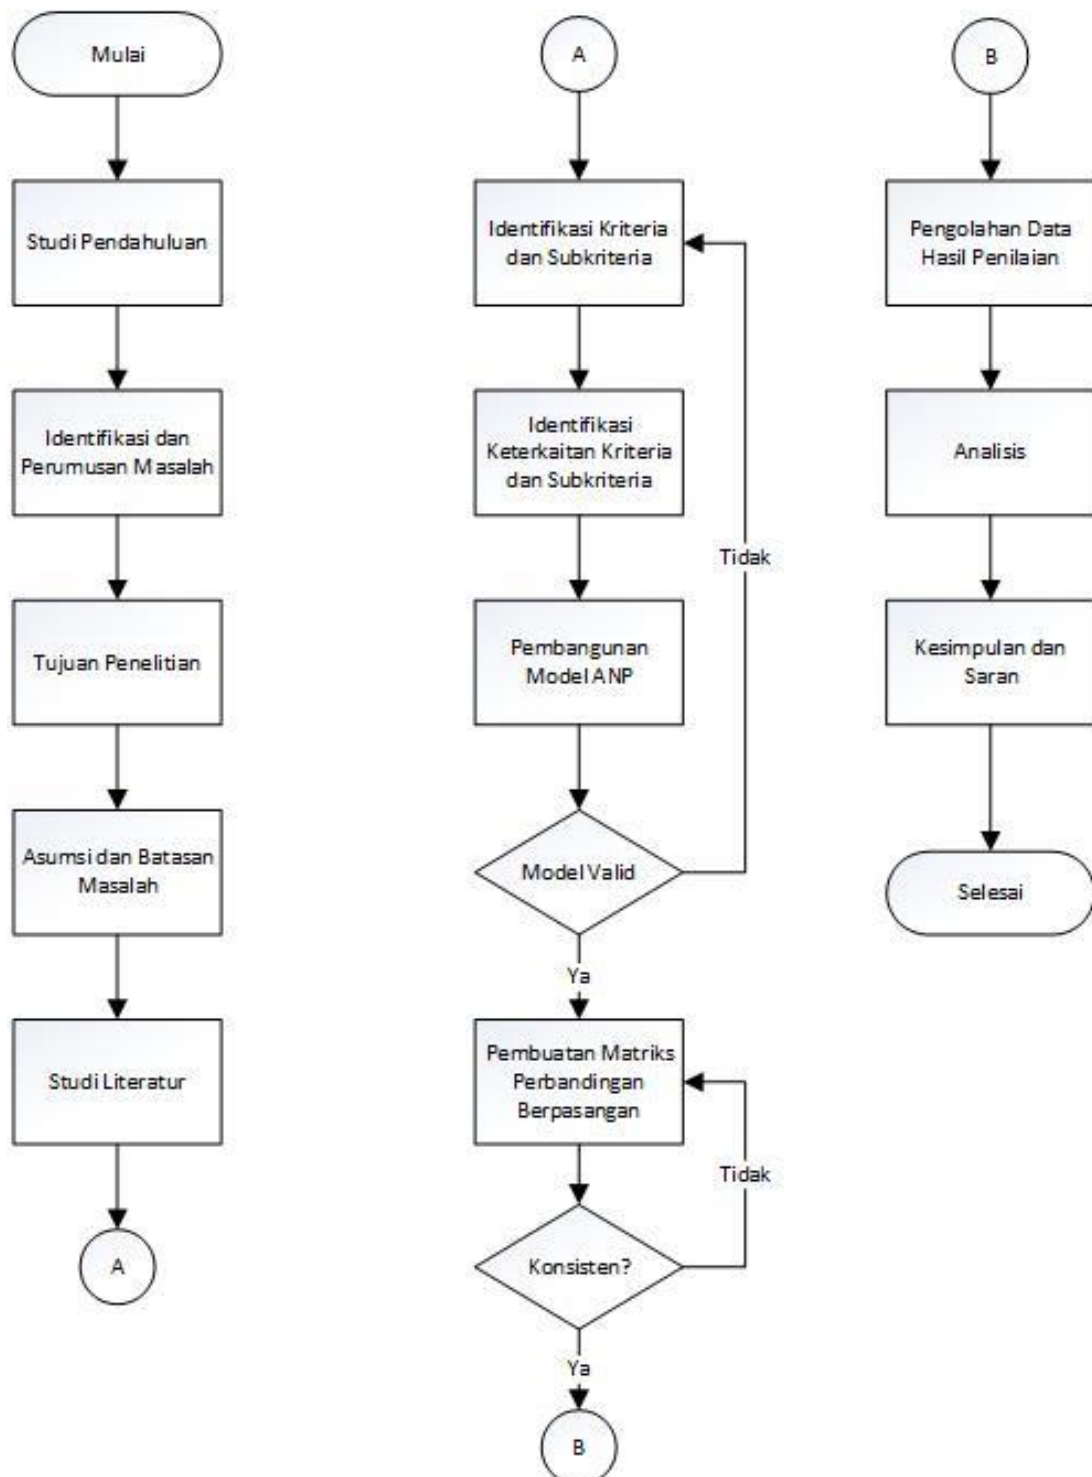 Mulai
Studi Pendahuluan
Identifikasi dan
Perumusan Masalah
Tujuan Penelitian
Asumsi dan Batasan
Masalah
Studi Literatur
A
A
Identifikasi Kriteria
dan Subkriteria
Identifikasi
Keterkaitan Kriteria
dan Subkriteria
Tidak
Pembangunan
Model ANP
Model Valid
Ya
Pembuatan Matriks
Perbandingan
Berpasangan
Tidak
Konsisten?
Ya
B
B
Pengolahan Data
Hasil Penilaian
Analisis
Kesimpulan dan
Saran
Selesai